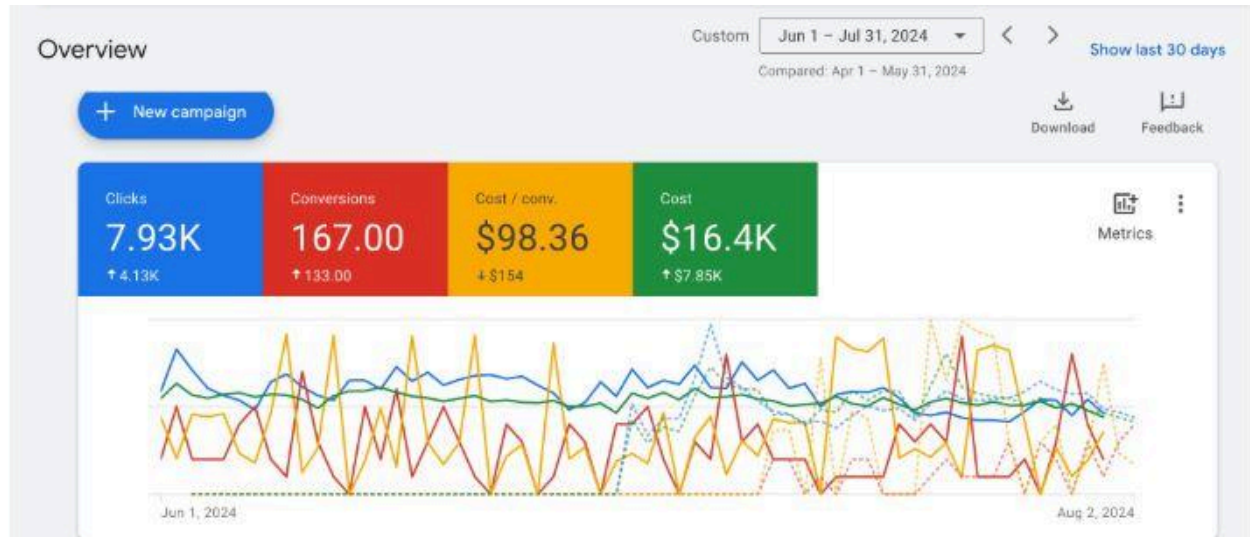 Overview
Custom
Jun 1 – Jul 31, 2024
Show last 30 days
Compared: Apr 1 – May 31, 2024
+ New campaign
Download
Feedback
Clicks
7.93K
↑ 4.13K
Conversions
167.00
↑ 133.00
Cost / conv.
$98.36
↓ $154
Cost
$16.4K
↑ $7.85K
Metrics
Jun 1, 2024
Aug 2, 2024